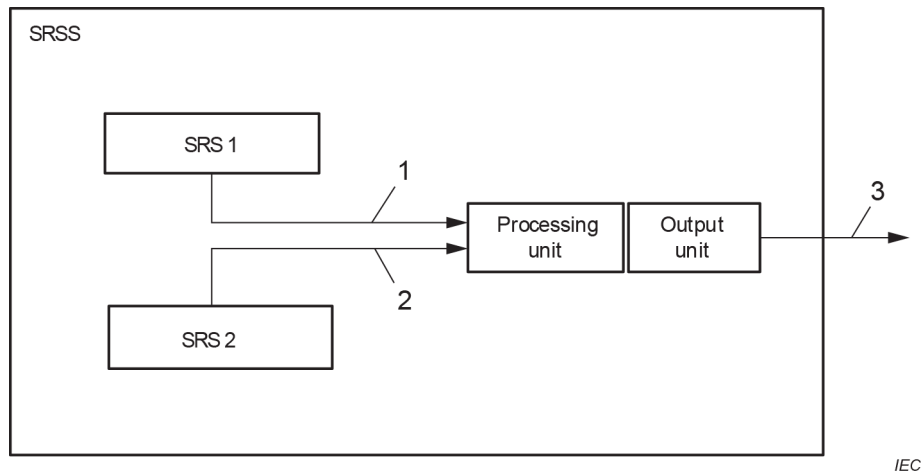 SRSS
SRS 1
1
Processing
unit
Output
unit
3
2
SRS 2
IEC